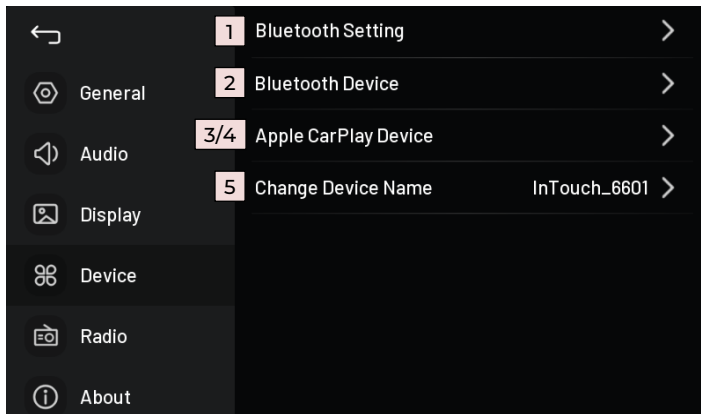 General
Audio
Display
Device
Radio
About
1 Bluetooth Setting
2 Bluetooth Device
3/4 Apple CarPlay Device
5 Change Device Name InTouch_6601